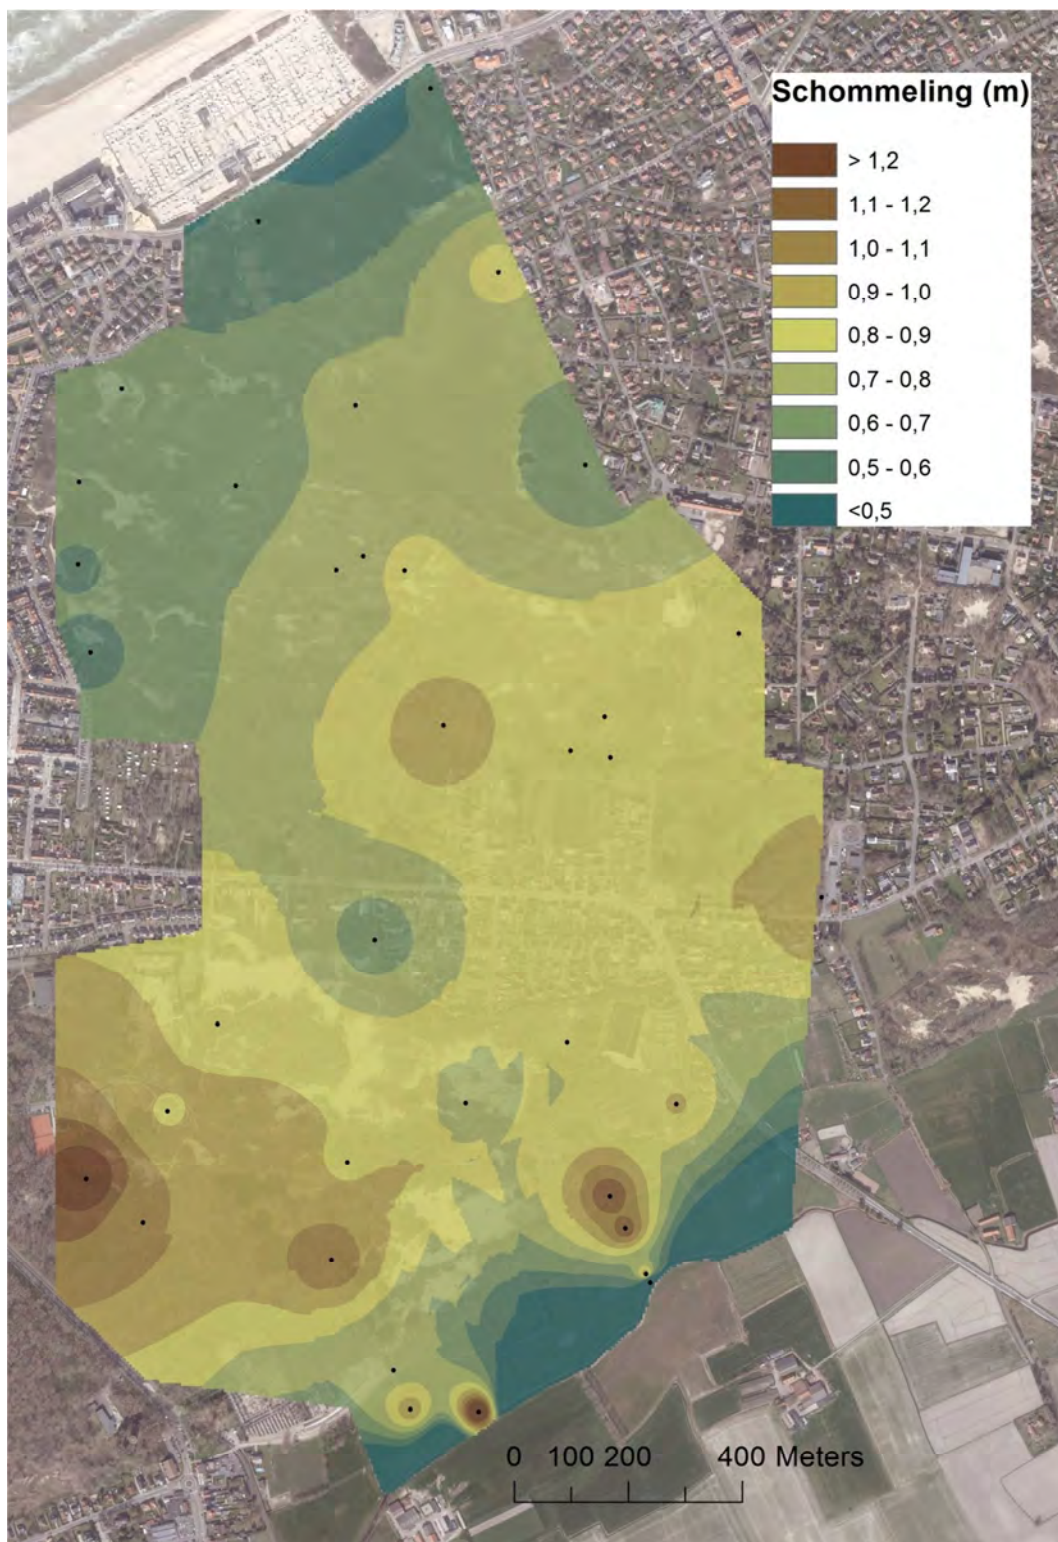 Schommeling (m)
> 1,2
1,1 - 1,2
1,0 - 1,1
0,9 - 1,0
0,8 - 0,9
0,7 - 0,8
0,6 - 0,7
0,5 - 0,6
<0,5
0 100 200 400 Meters